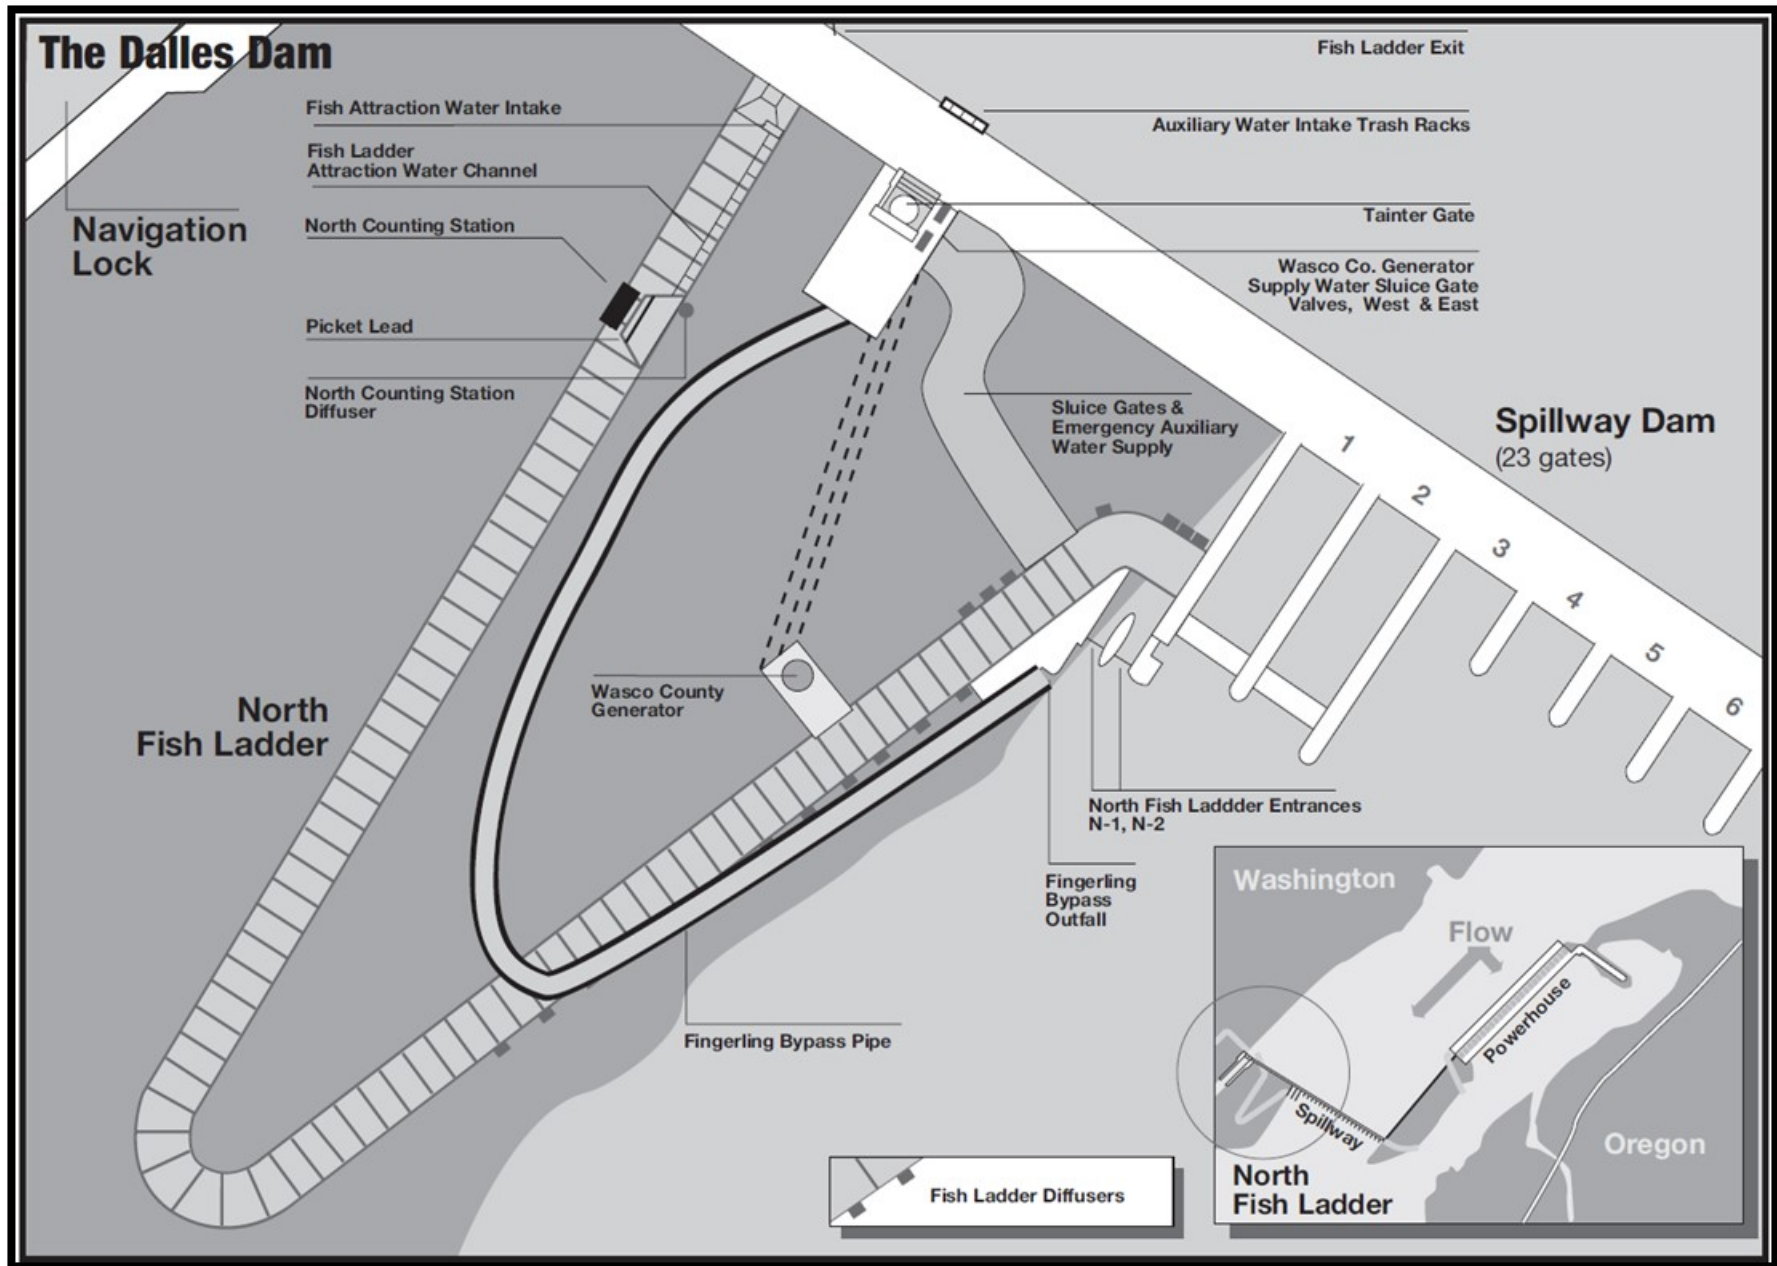 The Dalles Dam
Fish Ladder Exit
Fish Attraction Water Intake
Auxiliary Water Intake Trash Racks
Fish Ladder
Attraction Water Channel
North Counting Station
Navigation
Lock
Tainter Gate
Wasco Co. Generator
Supply Water Sluice Gate
Valves, West & East
Picket Lead
North Counting Station
Diffuser
Sluice Gates &
Emergency Auxiliary
Water Supply
Spillway Dam
(23 gates)
1
2
3
4
5
6
Wasco County
Generator
North
Fish Ladder
North Fish Laddder Entrances
N-1, N-2
Fingerling
Bypass
Outfall
Fingerling Bypass Pipe
Fish Ladder Diffusers
Washington
Flow
Powerhouse
Spillway
Oregon
North
Fish Ladder